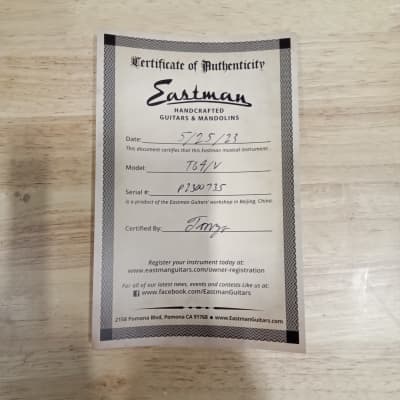 Certificate of Authenticity
Eastman
HANDCRAFTED
GUITARS & MANDOLINS
Date: 5/25/23
This document certifies that this Eastman musical instrument...
Model: T64/V
Serial #: P2300735
is a product of the Eastman Guitars' workshop in Beijing, China.
Certified By:
Register your instrument today at:
www.eastmanguitars.com/owner-registration
For all of our latest news, events and contests Like us at:
www.facebook.com/EastmanGuitars
2158 Pomona Blvd, Pomona CA 91768 ● www.EastmanGuitars.com